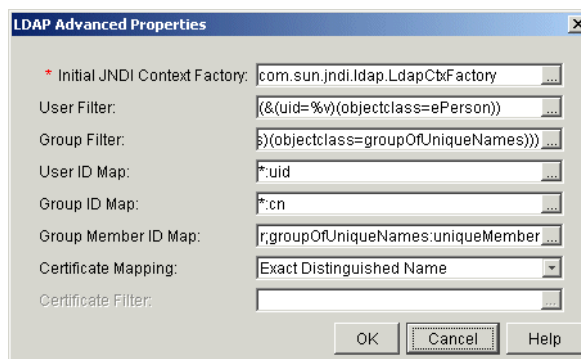 LDAP Advanced Properties
* Initial JNDI Context Factory: com.sun.jndi.ldap.LdapCtxFactory ...
User Filter: (&(uid=%v)(objectclass=ePerson)) ...
Group Filter: s)(objectclass=groupOfUniqueNames))) ...
User ID Map: *:uid ...
Group ID Map: *:cn ...
Group Member ID Map: r;groupOfUniqueNames:uniqueMember ...
Certificate Mapping: Exact Distinguished Name
Certificate Filter: ...
OK Cancel Help